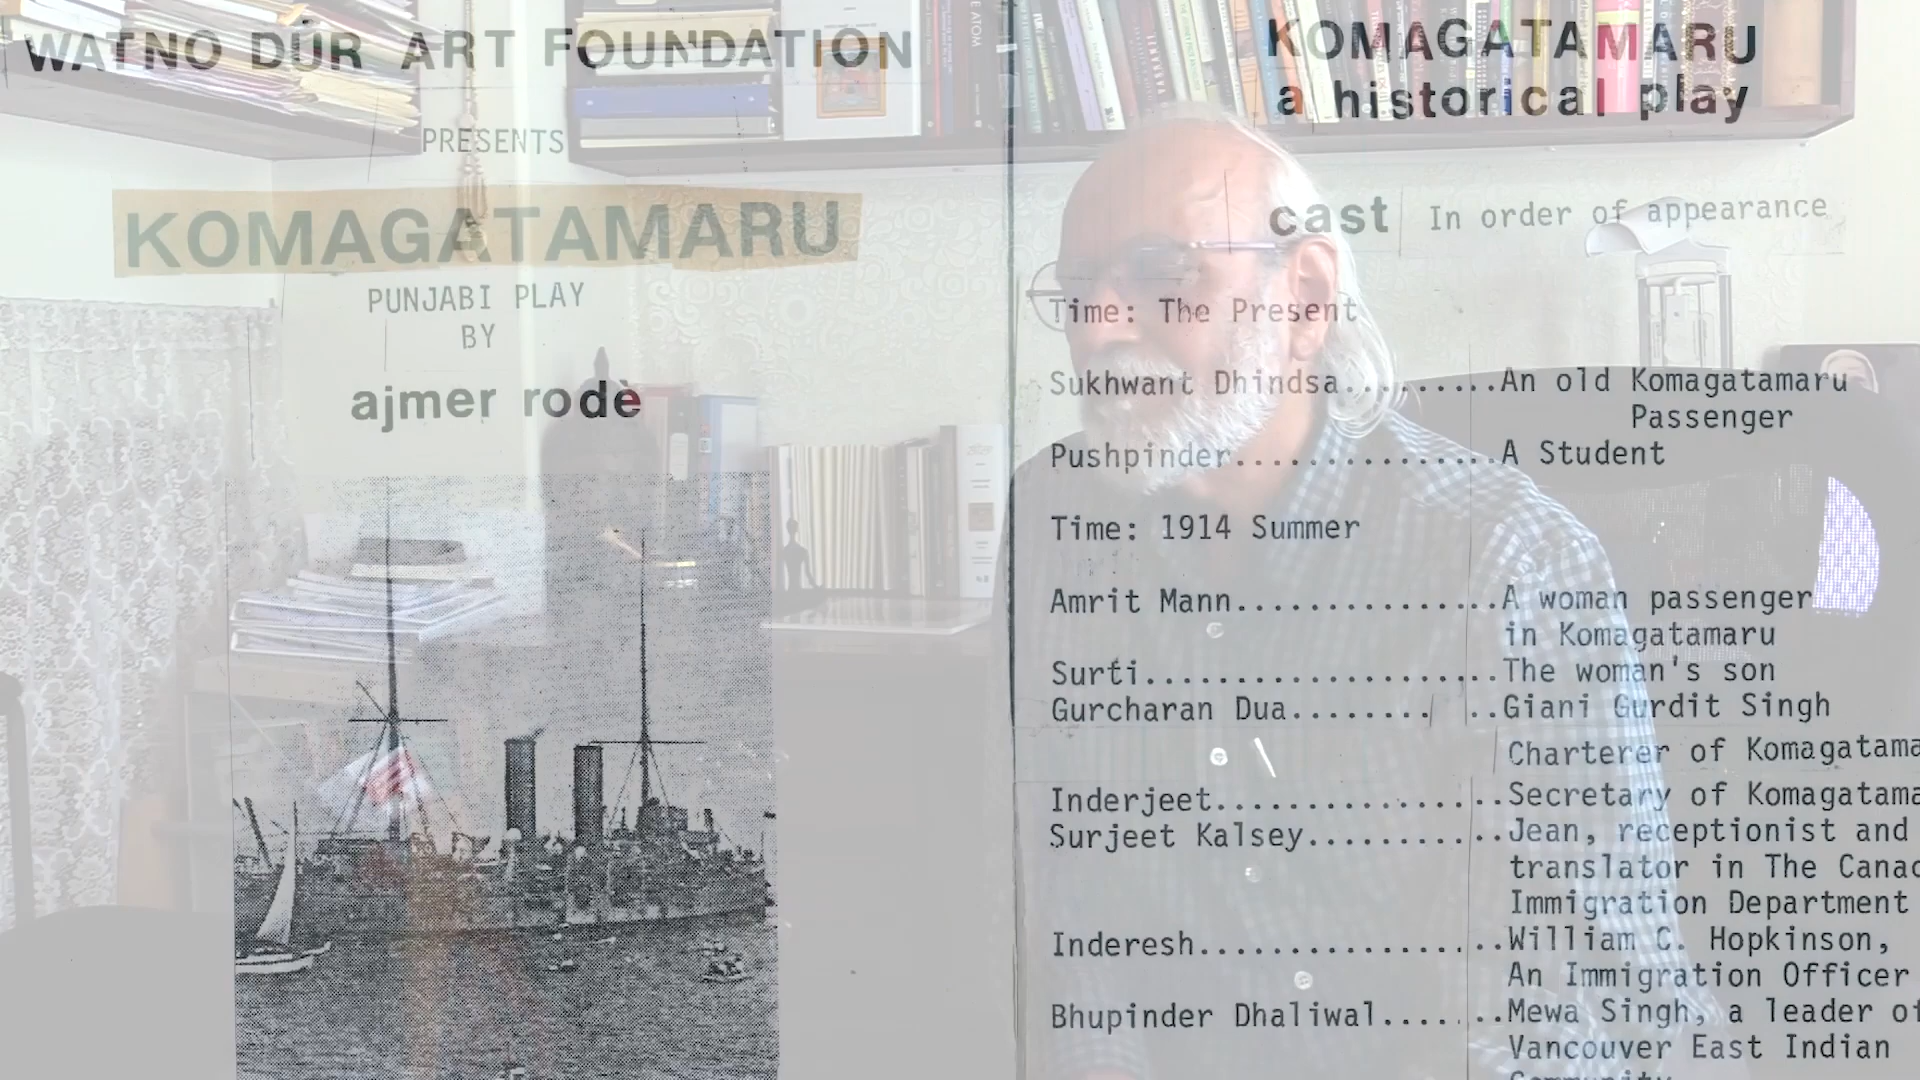 WATNO DUR ART FOUNDATION
PRESENTS
KOMAGATAMARU
PUNJABI PLAY
BY
ajmer rodè
KOMAGATAMARU
a historical play
cast In order of appearance
Time: The Present
Sukhwant Dhindsa.........An old Komagatamaru
Passenger
Pushpinder...............A Student
Time: 1914 Summer
Amrit Mann...............A woman passenger
in Komagatamaru
Surti....................The woman's son
Gurcharan Dua..........Giani Gurdit Singh
Charterer of Komagatama
Inderjeet................Secretary of Komagatama
Surjeet Kalsey...........Jean, receptionist and
translator in The Canad
Immigration Department
Inderesh.................William C. Hopkinson,
An Immigration Officer
Bhupinder Dhaliwal.......Mewa Singh, a leader of
Vancouver East Indian
Community